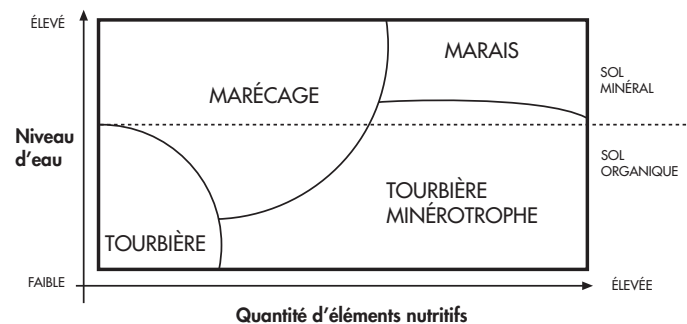 ÉLEVÉ
MARAIS
MARÉCAGE
SOL
MINÉRAL
Niveau
d'eau
SOL
ORGANIQUE
TOURBIÈRE
MINÉROTROPHE
TOURBIÈRE
FAIBLE
ÉLEVÉE
Quantité d'éléments nutritifs